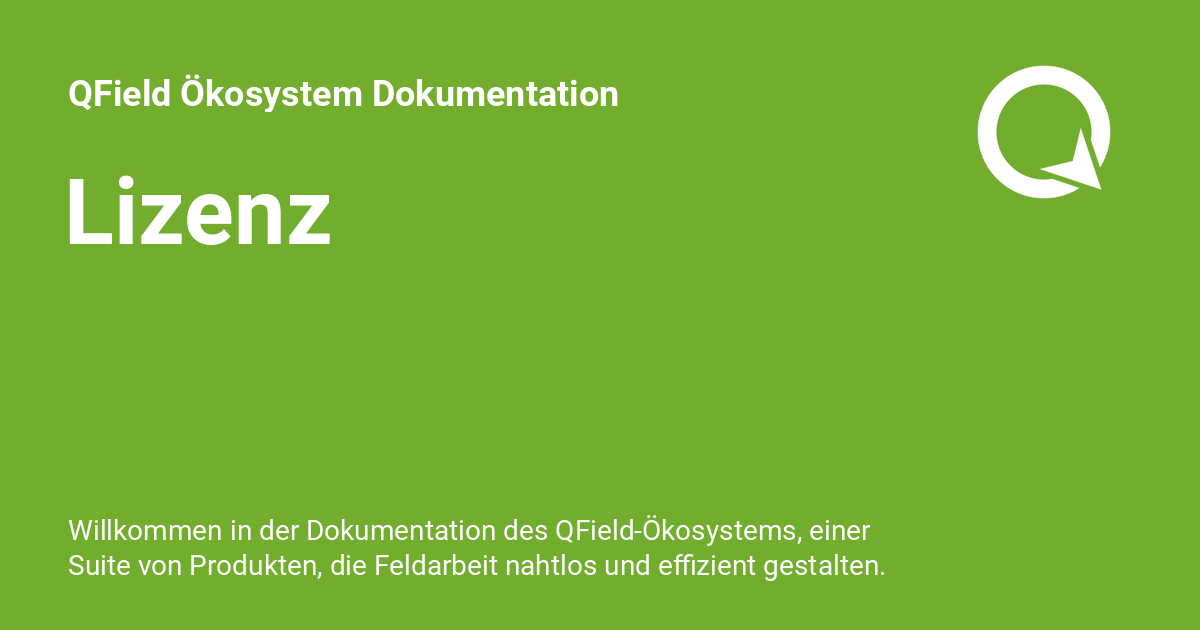 QField Ökosystem Dokumentation
Lizenz
Willkommen in der Dokumentation des QField-Ökosystems, einer
Suite von Produkten, die Feldarbeit nahtlos und effizient gestalten.